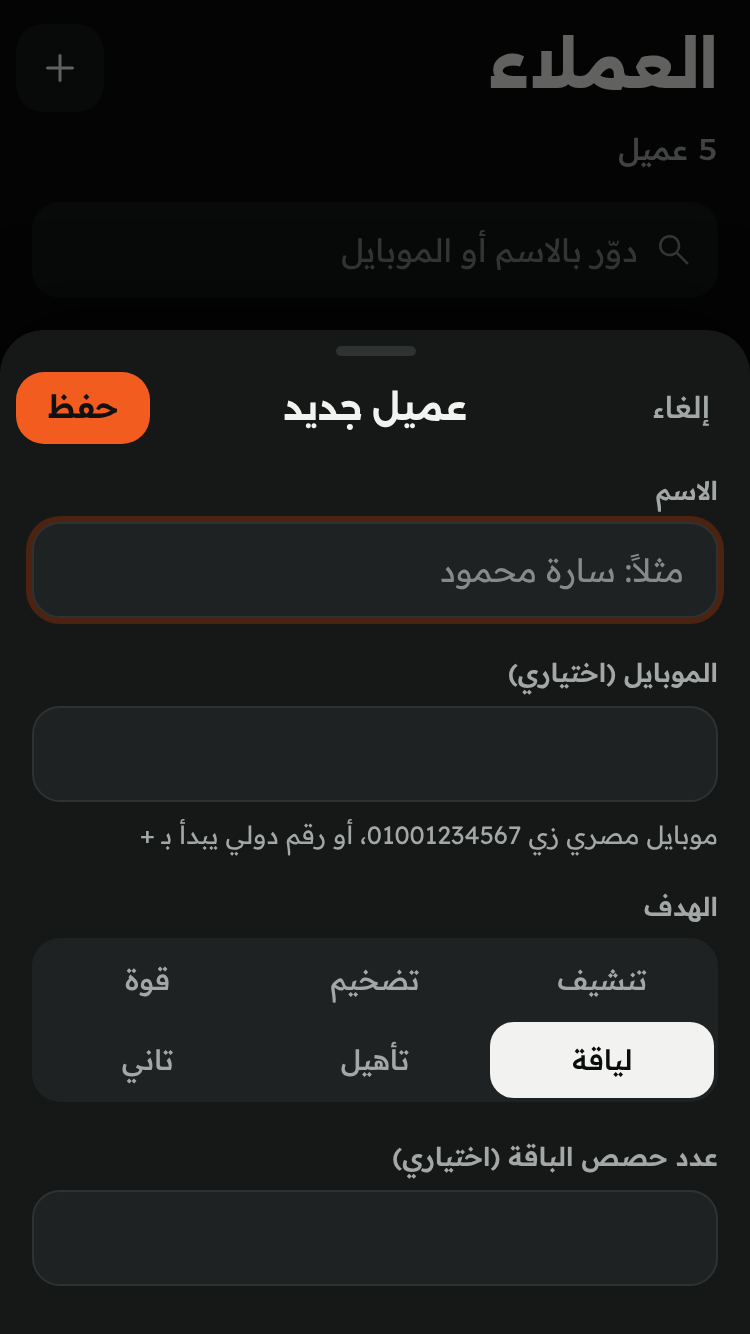 العملاء
5 عميل
دوّر بالاسم أو الموبايل
إلغاء
عميل جديد
حفظ
الاسم
مثلاً: سارة محمود
الموبايل (اختياري)
موبايل مصري زي 01001234567، أو رقم دولي يبدأ بـ +
الهدف
تنشيف تضخيم قوة
لياقة تأهيل تاني
عدد حصص الباقة (اختياري)